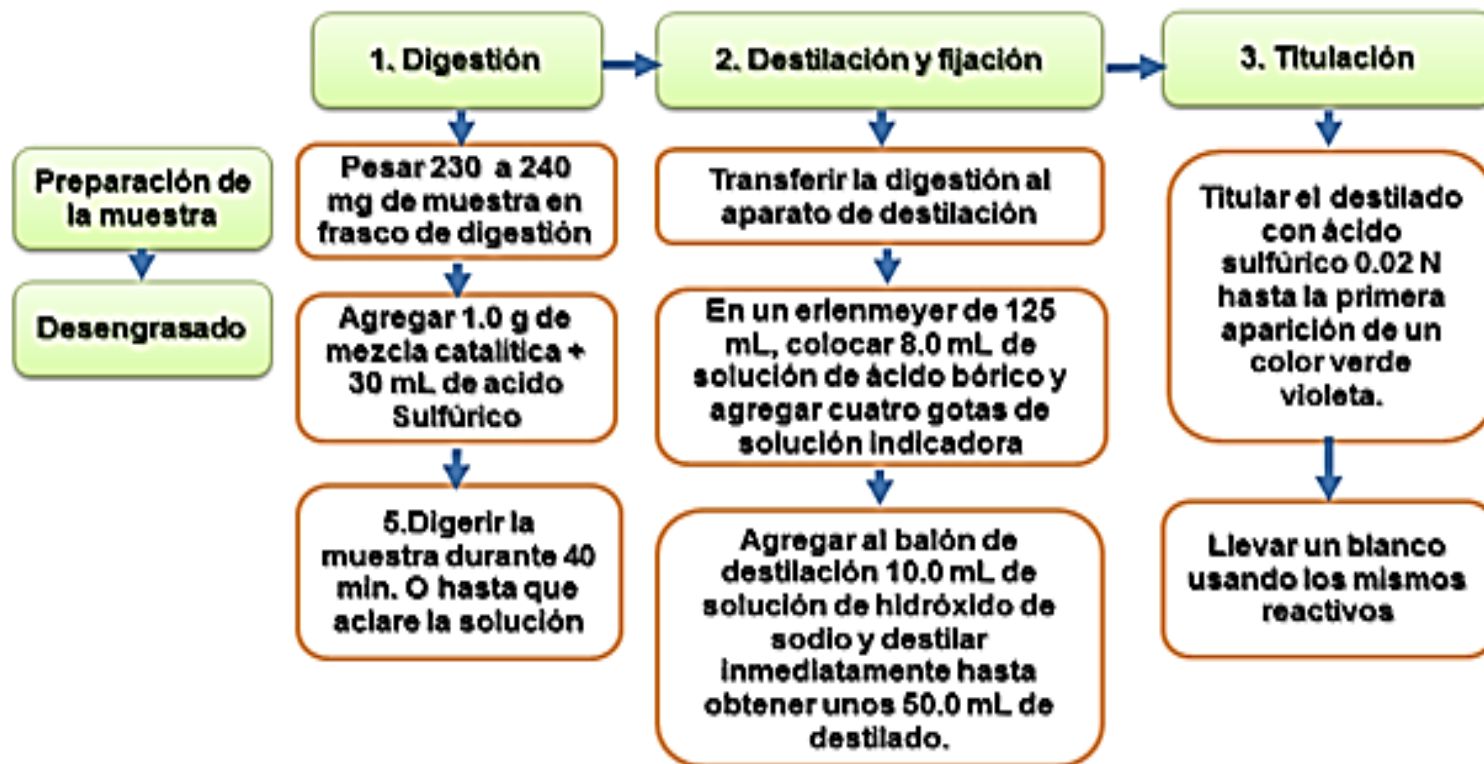 Preparación de
la muestra
Desengrasado
1. Digestión
Pesar 230 a 240
mg de muestra en
frasco de digestión
Agregar 1.0 g de
mezcla catalítica +
30 mL de acido
Sulfúrico
5.Digerir la
muestra durante 40
min. O hasta que
aclare la solución
2. Destilación y fijación
Transferir la digestión al
aparato de destilación
En un erlenmeyer de 125
mL, colocar 8.0 mL de
solución de ácido bórico y
agregar cuatro gotas de
solución indicadora
Agregar al balón de
destilación 10.0 mL de
solución de hidróxido de
sodio y destilar
inmediatamente hasta
obtener unos 50.0 mL de
destilado.
3. Titulación
Titular el destilado
con ácido
sulfúrico 0.02 N
hasta la primera
aparición de un
color verde
violeta.
Llevar un blanco
usando los mismos
reactivos